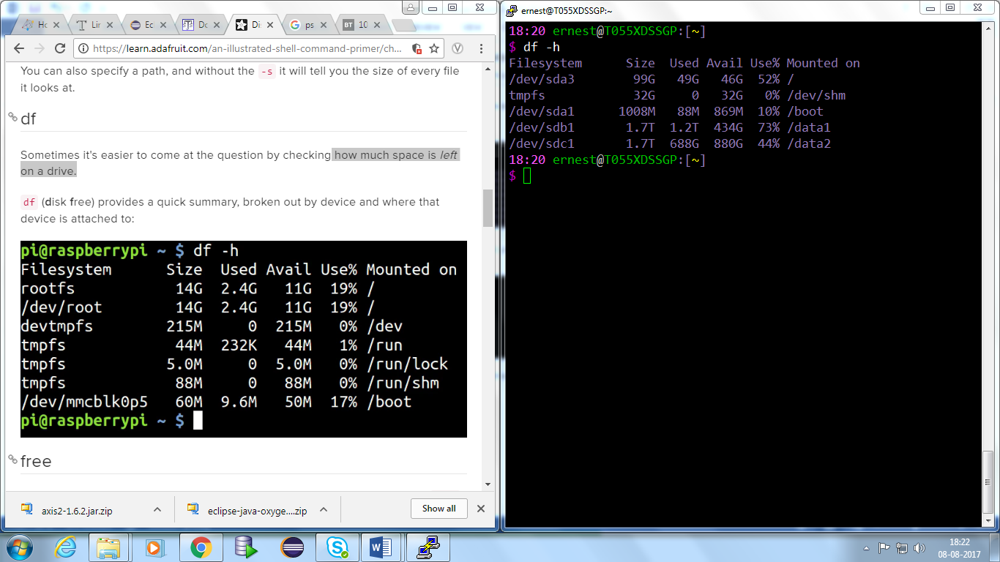 Ho
Lin
Ec
Do
Di
ps
BT 10
https://learn.adafruit.com/an-illustrated-shell-command-primer/ch...
You can also specify a path, and without the -s it will tell you the size of every file
it looks at.
df
Sometimes it's easier to come at the question by checking how much space is left
on a drive.
df (disk free) provides a quick summary, broken out by device and where that
device is attached to:
pi@raspberrypi ~ $ df -h
Filesystem Size Used Avail Use% Mounted on
rootfs 14G 2.4G 11G 19% /
/dev/root 14G 2.4G 11G 19% /
devtmpfs 215M 0 215M 0% /dev
tmpfs 44M 232K 44M 1% /run
tmpfs 5.0M 0 5.0M 0% /run/lock
tmpfs 88M 0 88M 0% /run/shm
/dev/mmcblk0p5 60M 9.6M 50M 17% /boot
pi@raspberrypi ~ $
free
axis2-1.6.2.jar.zip
eclipse-java-oxyge....zip
Show all
ernest@T055XDSSGP:~
18:20 ernest@T055XDSSGP:[~]
$ df -h
Filesystem Size Used Avail Use% Mounted on
/dev/sda3 99G 49G 46G 52% /
tmpfs 32G 0 32G 0% /dev/shm
/dev/sda1 1008M 88M 869M 10% /boot
/dev/sdb1 1.7T 1.2T 434G 73% /data1
/dev/sdc1 1.7T 688G 880G 44% /data2
18:20 ernest@T055XDSSGP:[~]
$
18:22
08-08-2017